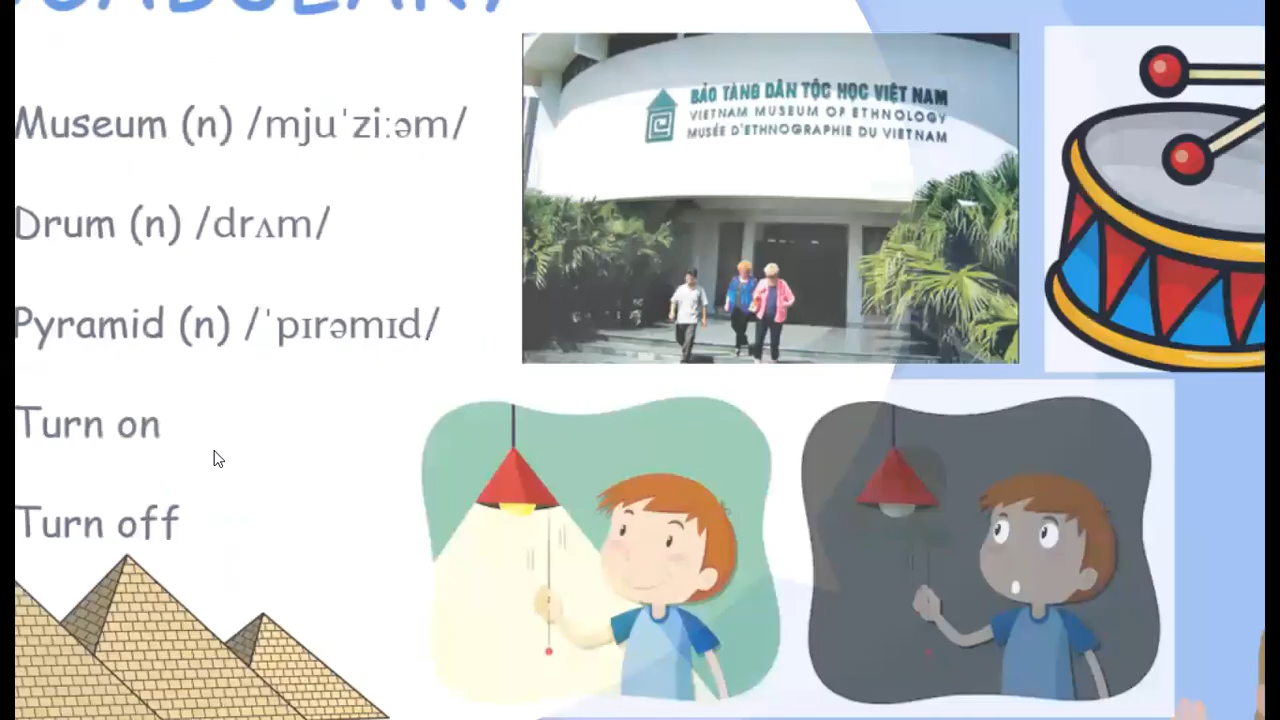 Museum (n) /mjuˈziːəm/
Drum (n) /drʌm/
Pyramid (n) /ˈpɪrəmɪd/
Turn on
Turn off
BẢO TÀNG DÂN TỘC HỌC VIỆT NAM
VIETNAM MUSEUM OF ETHNOLOGY
MUSÉE D'ETHNOGRAPHIE DU VIETNAM